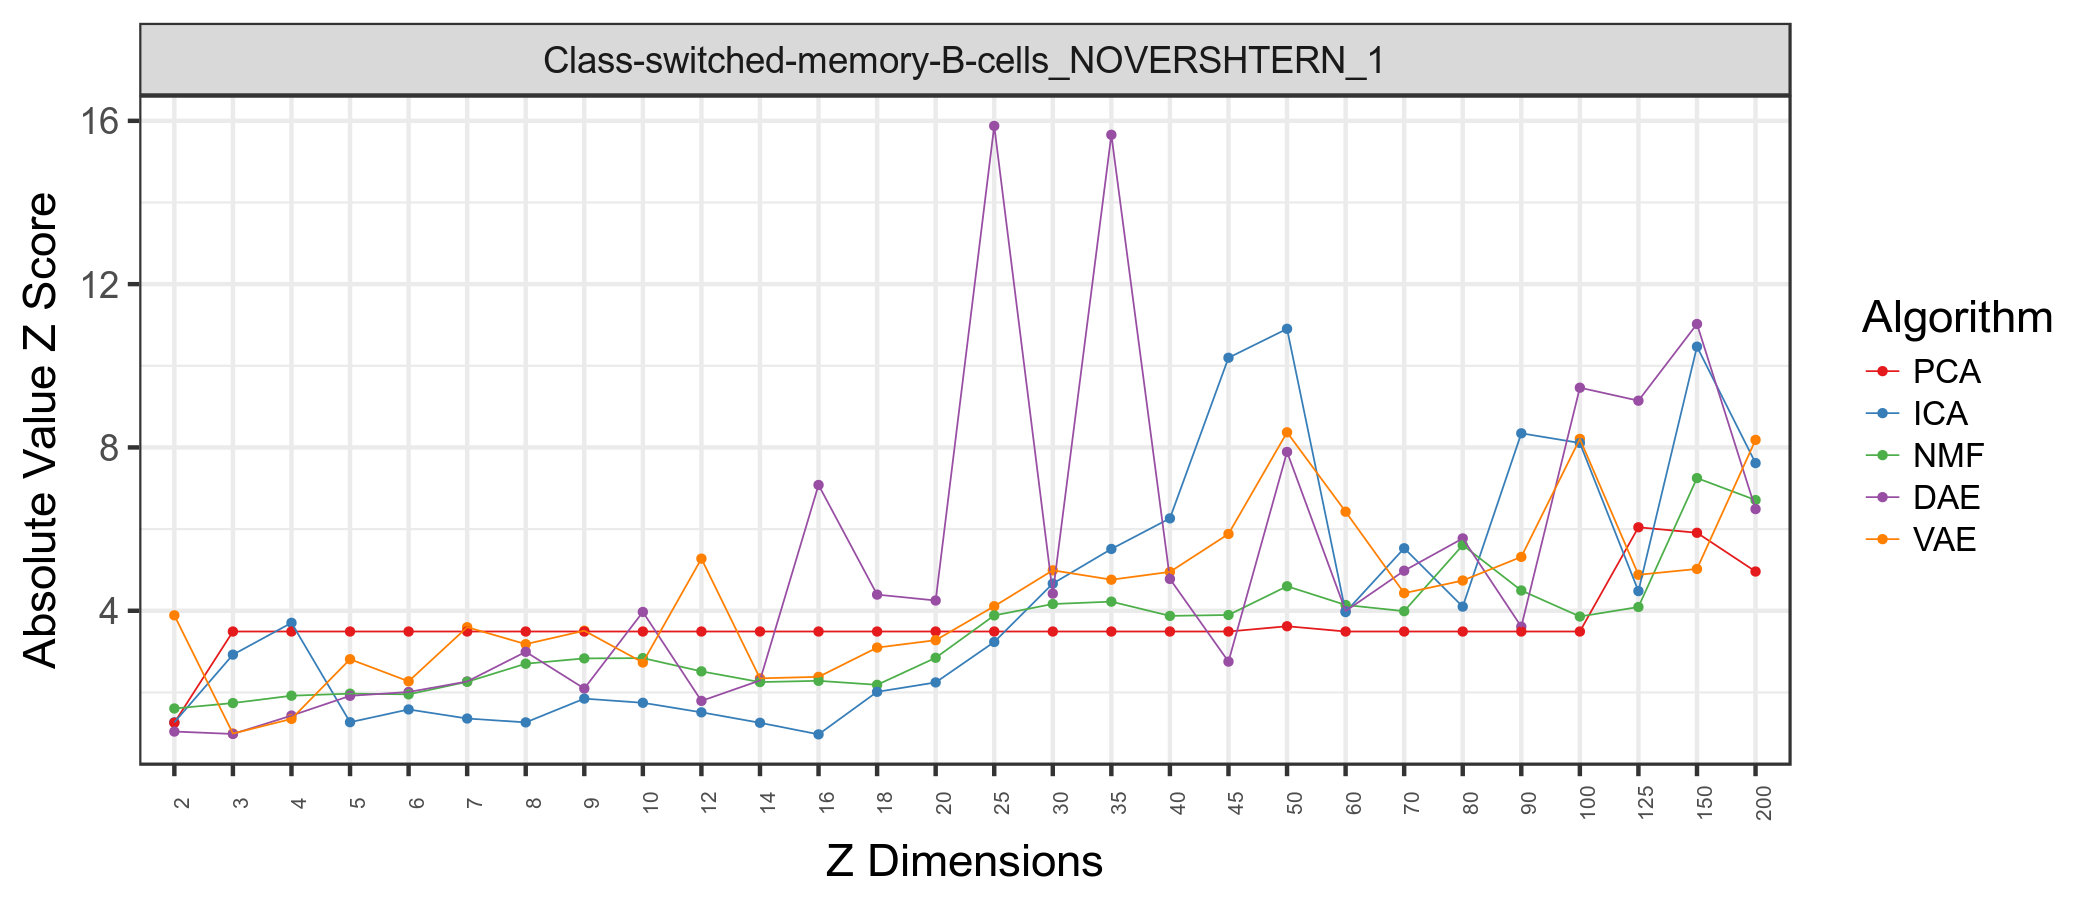 Class-switched-memory-B-cells_NOVERSHTERN_1
16
12
8
4
Absolute Value Z Score
2 3 4 5 6 7 8 9 10 12 14 16 18 20 25 30 35 40 45 50 60 70 80 90 100 125 150 200
Z Dimensions
Algorithm
PCA
ICA
NMF
DAE
VAE